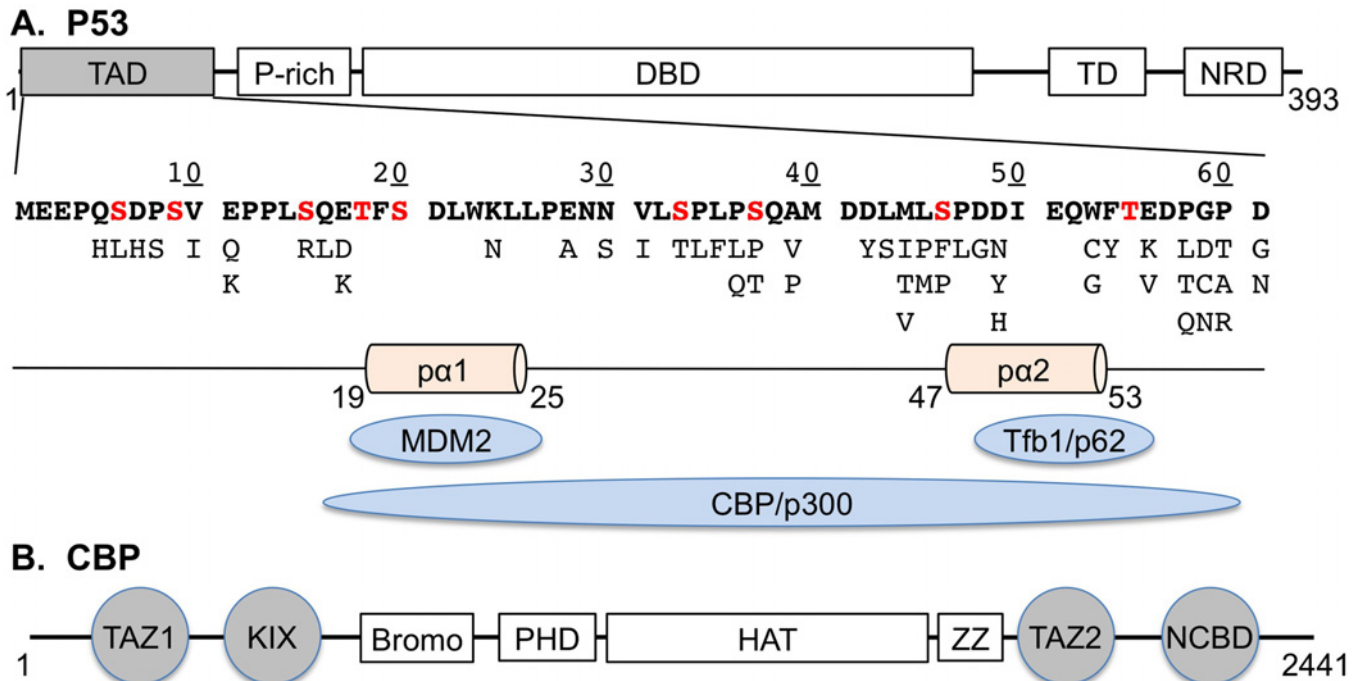 A. P53
TAD P-rich DBD TD NRD
1 393
10 20 30 40 50 60
MEEPQSDPSV EPPLSQETFS DLWKLLPENN VLSPLPSQAM DDLMLSPDDI EQWFTEDPGP D
HLHS I Q RLD N A S I TLFLP V YSIPFLGN CY K LDT G
K K QT P TMP Y G V TCA N
V H QNR
pα1 pα2
19 25 47 53
MDM2 Tfb1/p62
CBP/p300
B. CBP
TAZ1 KIX Bromo PHD HAT ZZ TAZ2 NCBD
1 2441